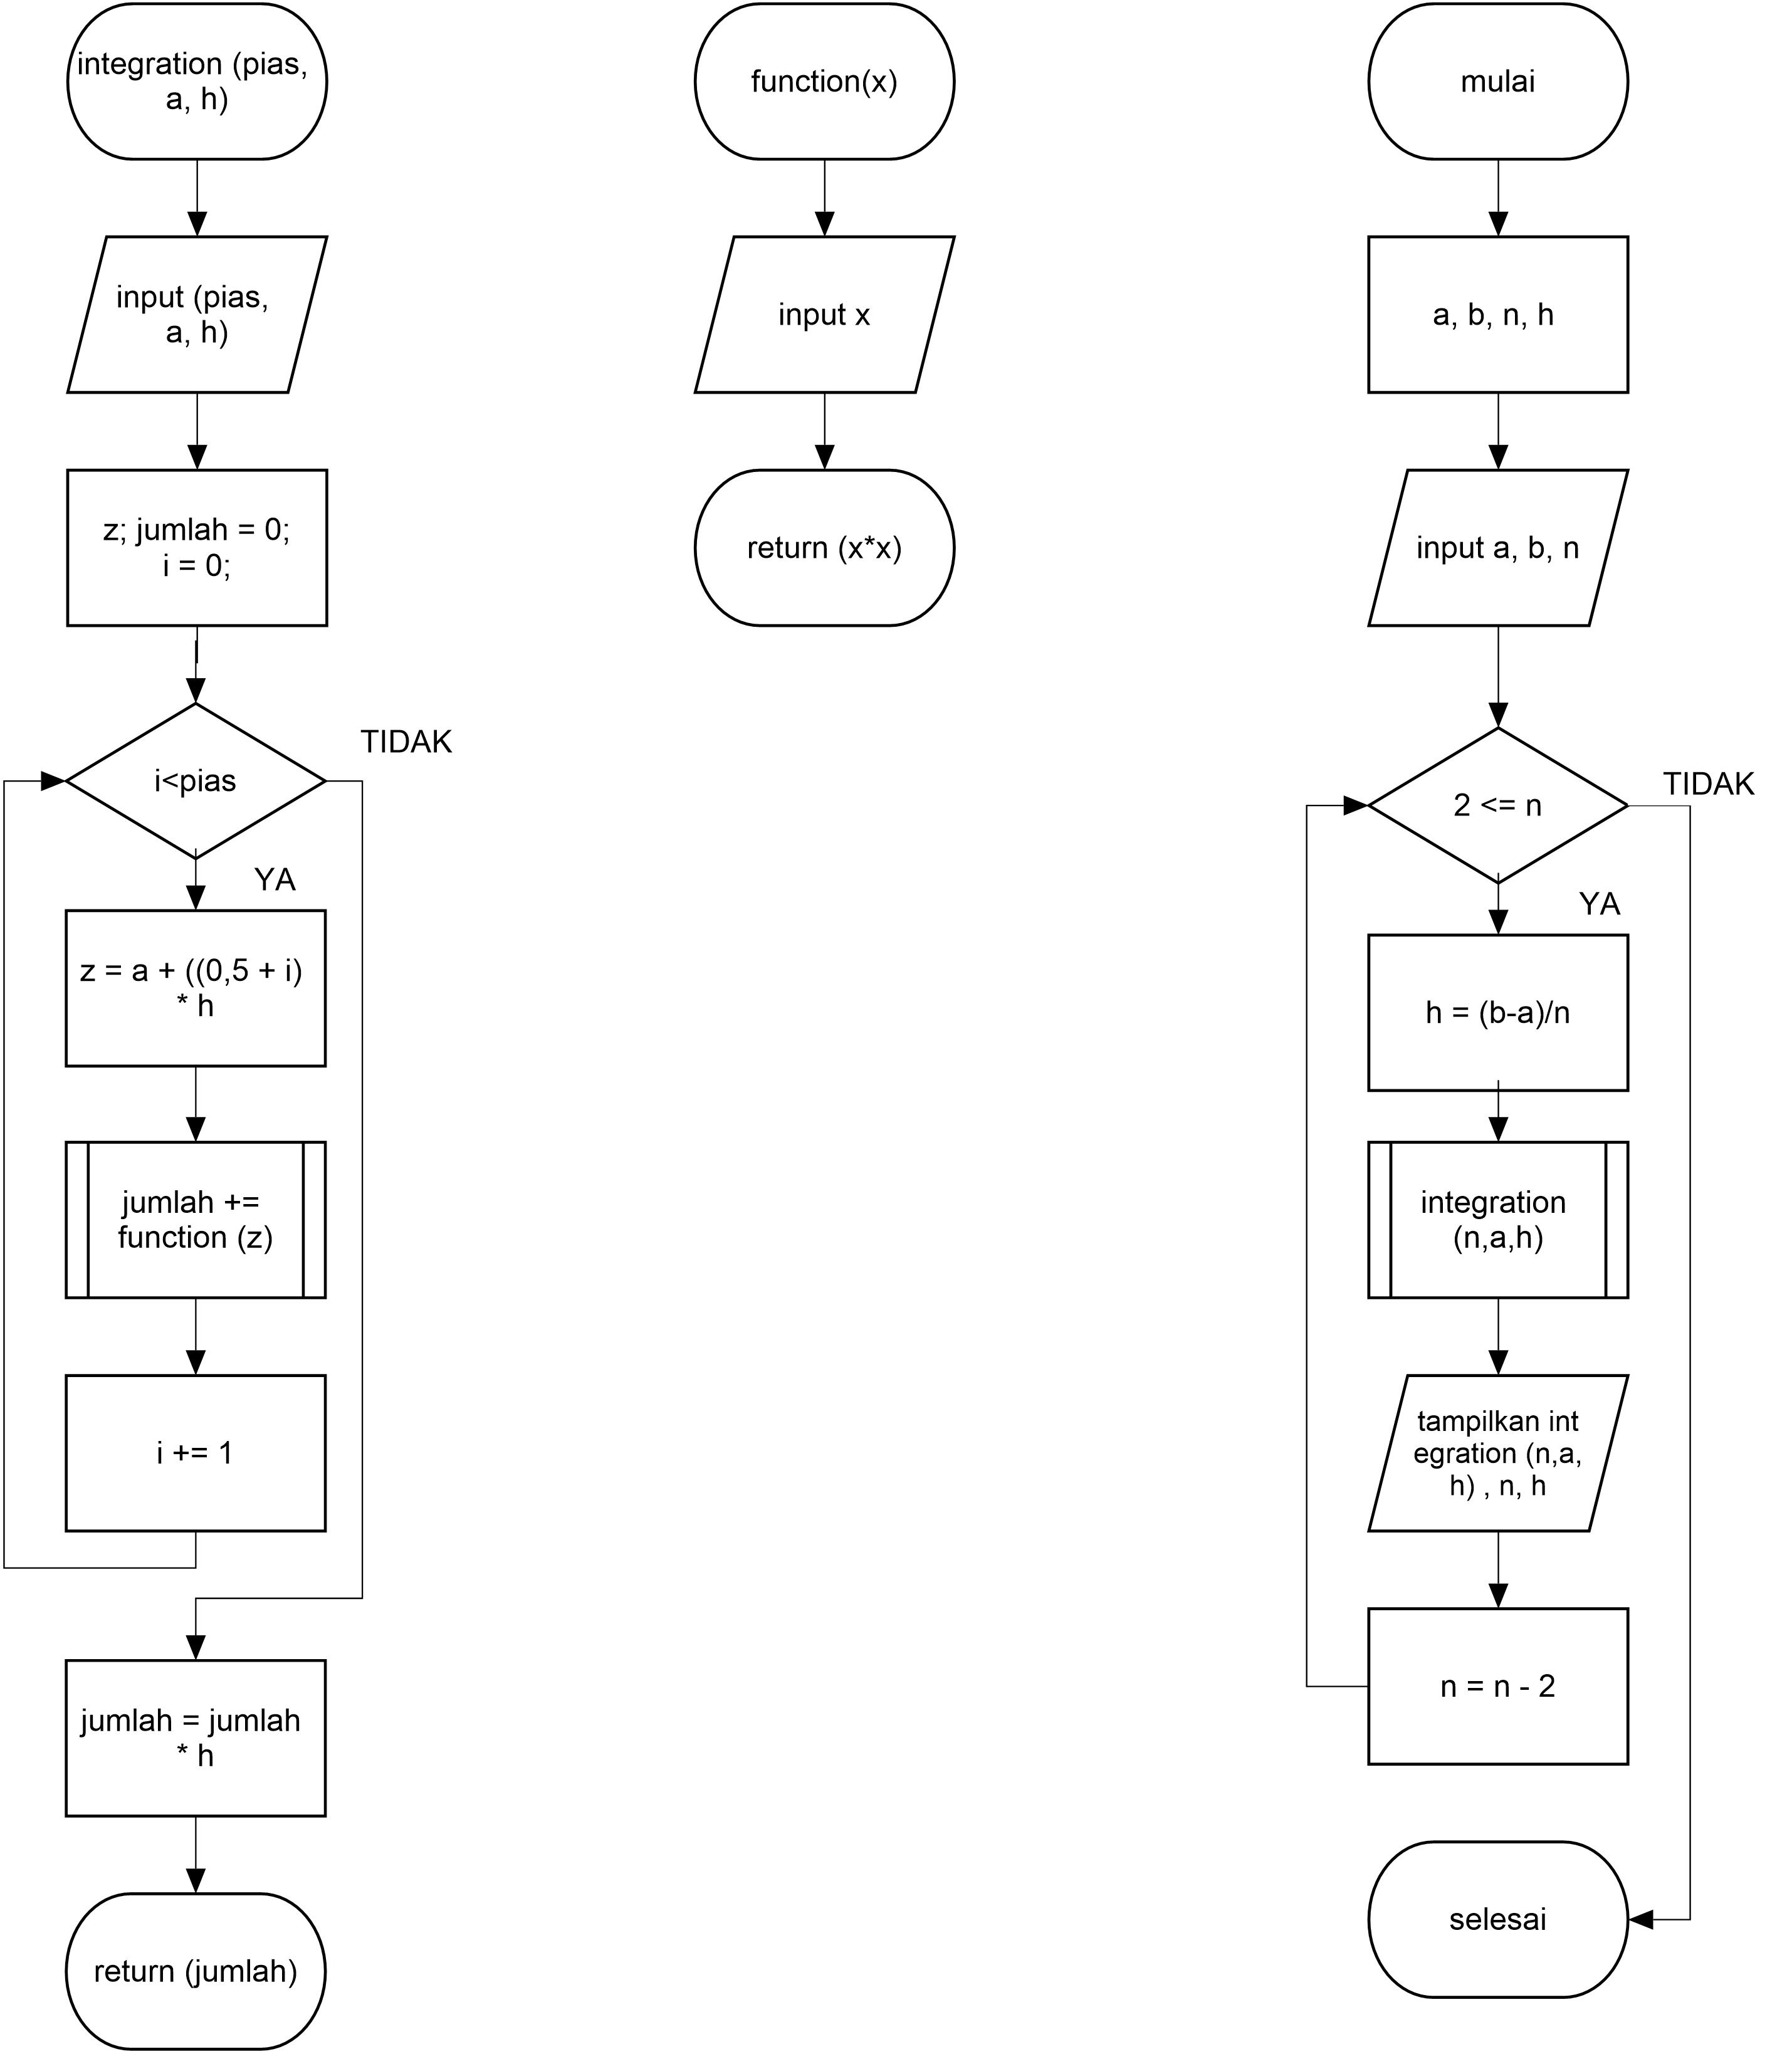 integration (pias,
a, h)
input (pias,
a, h)
z; jumlah = 0;
i = 0;
i<pias
TIDAK
YA
z = a + ((0,5 + i)
* h
jumlah +=
function (z)
i += 1
jumlah = jumlah
* h
return (jumlah)
function(x)
input x
return (x*x)
mulai
a, b, n, h
input a, b, n
2 <= n
TIDAK
YA
h = (b-a)/n
integration
(n,a,h)
tampilkan int
egration (n,a,
h) , n, h
n = n - 2
selesai